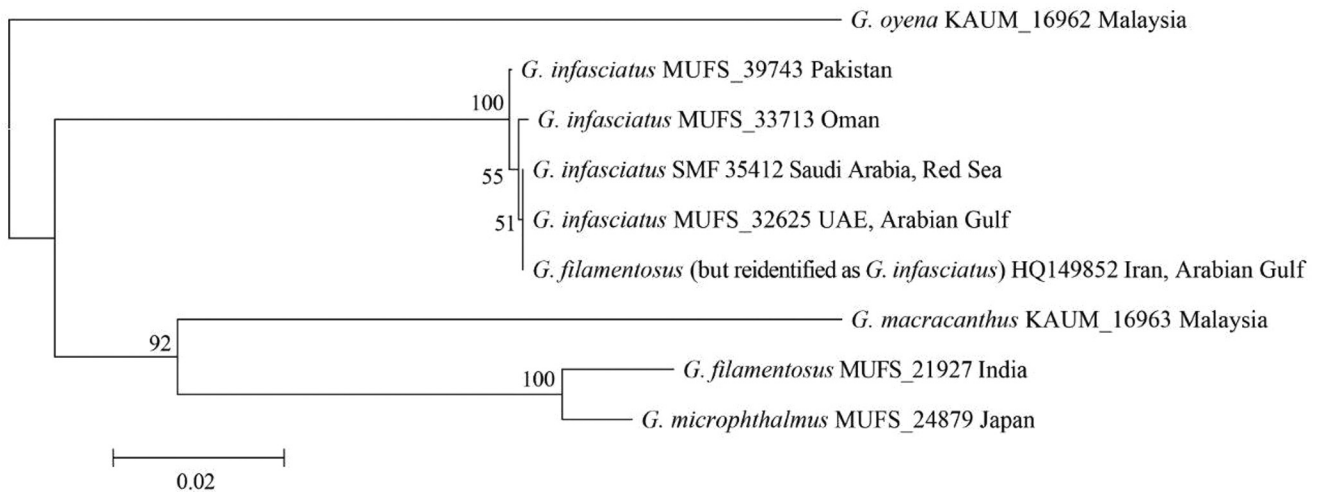 G. oyena KAUM_16962 Malaysia
G. infasciatus MUFS_39743 Pakistan
100
G. infasciatus MUFS_33713 Oman
55
G. infasciatus SMF 35412 Saudi Arabia, Red Sea
51
G. infasciatus MUFS_32625 UAE, Arabian Gulf
G. filamentosus (but reidentified as G. infasciatus) HQ149852 Iran, Arabian Gulf
G. macracanthus KAUM_16963 Malaysia
92
G. filamentosus MUFS_21927 India
100
G. microphthalmus MUFS_24879 Japan
0.02